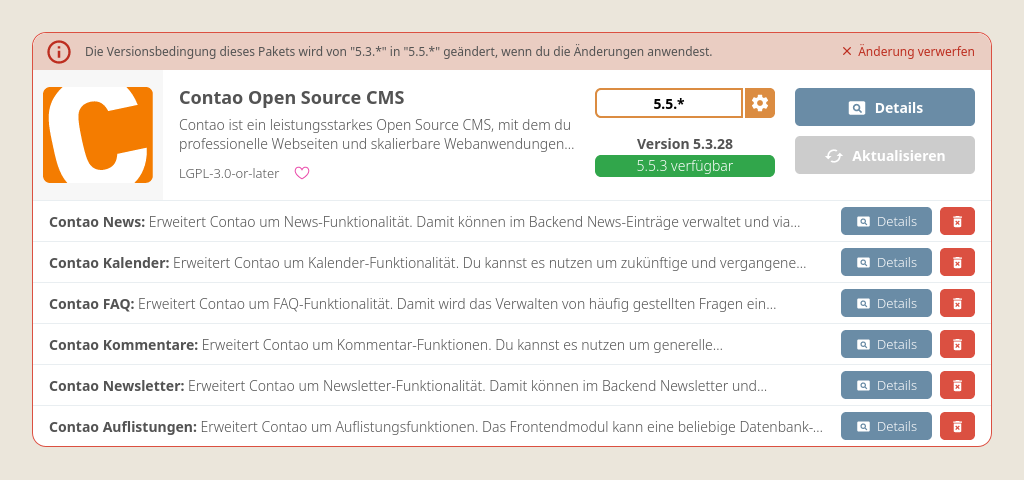 Die Versionsbedingung dieses Pakets wird von "5.3.*" in "5.5.*" geändert, wenn du die Änderungen anwendest.
Änderung verwerfen
Contao Open Source CMS
Contao ist ein leistungsstarkes Open Source CMS, mit dem du
professionelle Webseiten und skalierbare Webanwendungen...
LGPL-3.0-or-later
5.5.*
Version 5.3.28
5.5.3 verfügbar
Details
Aktualisieren
Contao News: Erweitert Contao um News-Funktionalität. Damit können im Backend News-Einträge verwaltet und via...
Details
Contao Kalender: Erweitert Contao um Kalender-Funktionalität. Du kannst es nutzen um zukünftige und vergangene...
Details
Contao FAQ: Erweitert Contao um FAQ-Funktionalität. Damit wird das Verwalten von häufig gestellten Fragen ein...
Details
Contao Kommentare: Erweitert Contao um Kommentar-Funktionen. Du kannst es nutzen um generelle...
Details
Contao Newsletter: Erweitert Contao um Newsletter-Funktionalität. Damit können im Backend Newsletter und...
Details
Contao Auflistungen: Erweitert Contao um Auflistungsfunktionen. Das Frontendmodul kann eine beliebige Datenbank-...
Details